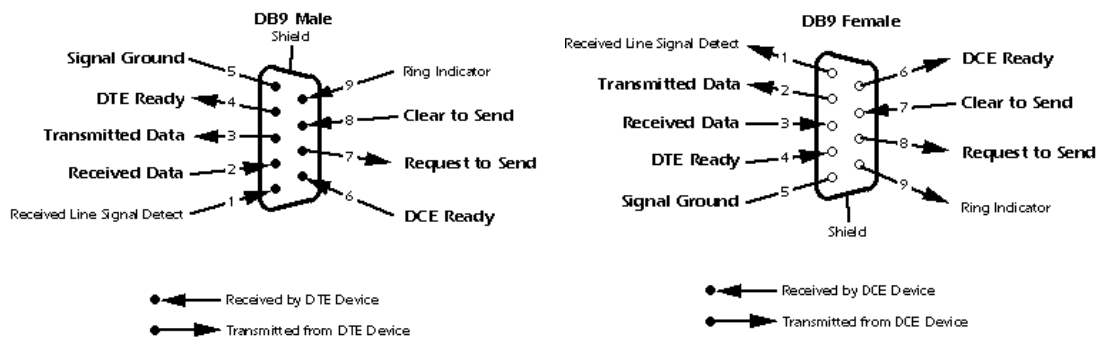 DB9 Male
Shield
Signal Ground
5
9
Ring Indicator
DTE Ready
4
8
Clear to Send
Transmitted Data
3
7
Request to Send
Received Data
2
Received Line Signal Detect
1
6
DCE Ready
Received by DTE Device
Transmitted from DTE Device
DB9 Female
Received Line Signal Detect
1
6
DCE Ready
Transmitted Data
2
7
Clear to Send
Received Data
3
8
Request to Send
DTE Ready
4
Signal Ground
5
9
Ring Indicator
Shield
Received by DCE Device
Transmitted from DCE Device